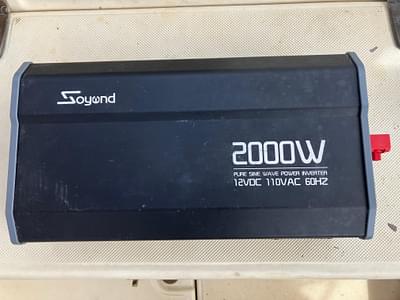 Soyond
2000W
PURE SINE WAVE POWER INVERTER
12VDC 110VAC 60HZ